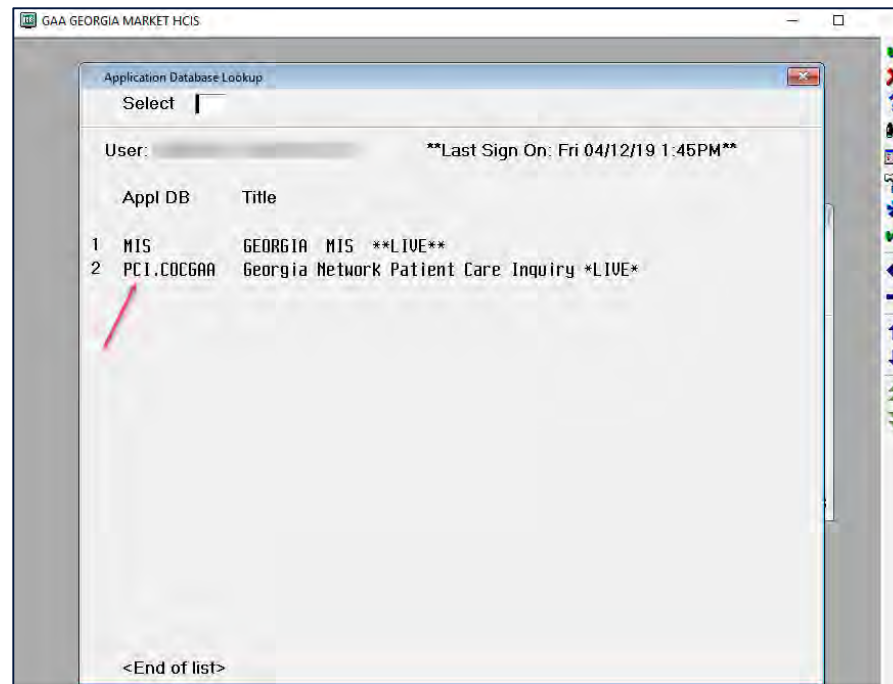 GAA GEORGIA MARKET HCIS
Application Database Lookup
Select
User: **Last Sign On: Fri 04/12/19 1:45PM**
Appl DB Title
1 MIS GEORGIA MIS **LIVE**
2 PCI.COCGAA Georgia Network Patient Care Inquiry *LIVE*
<End of list>